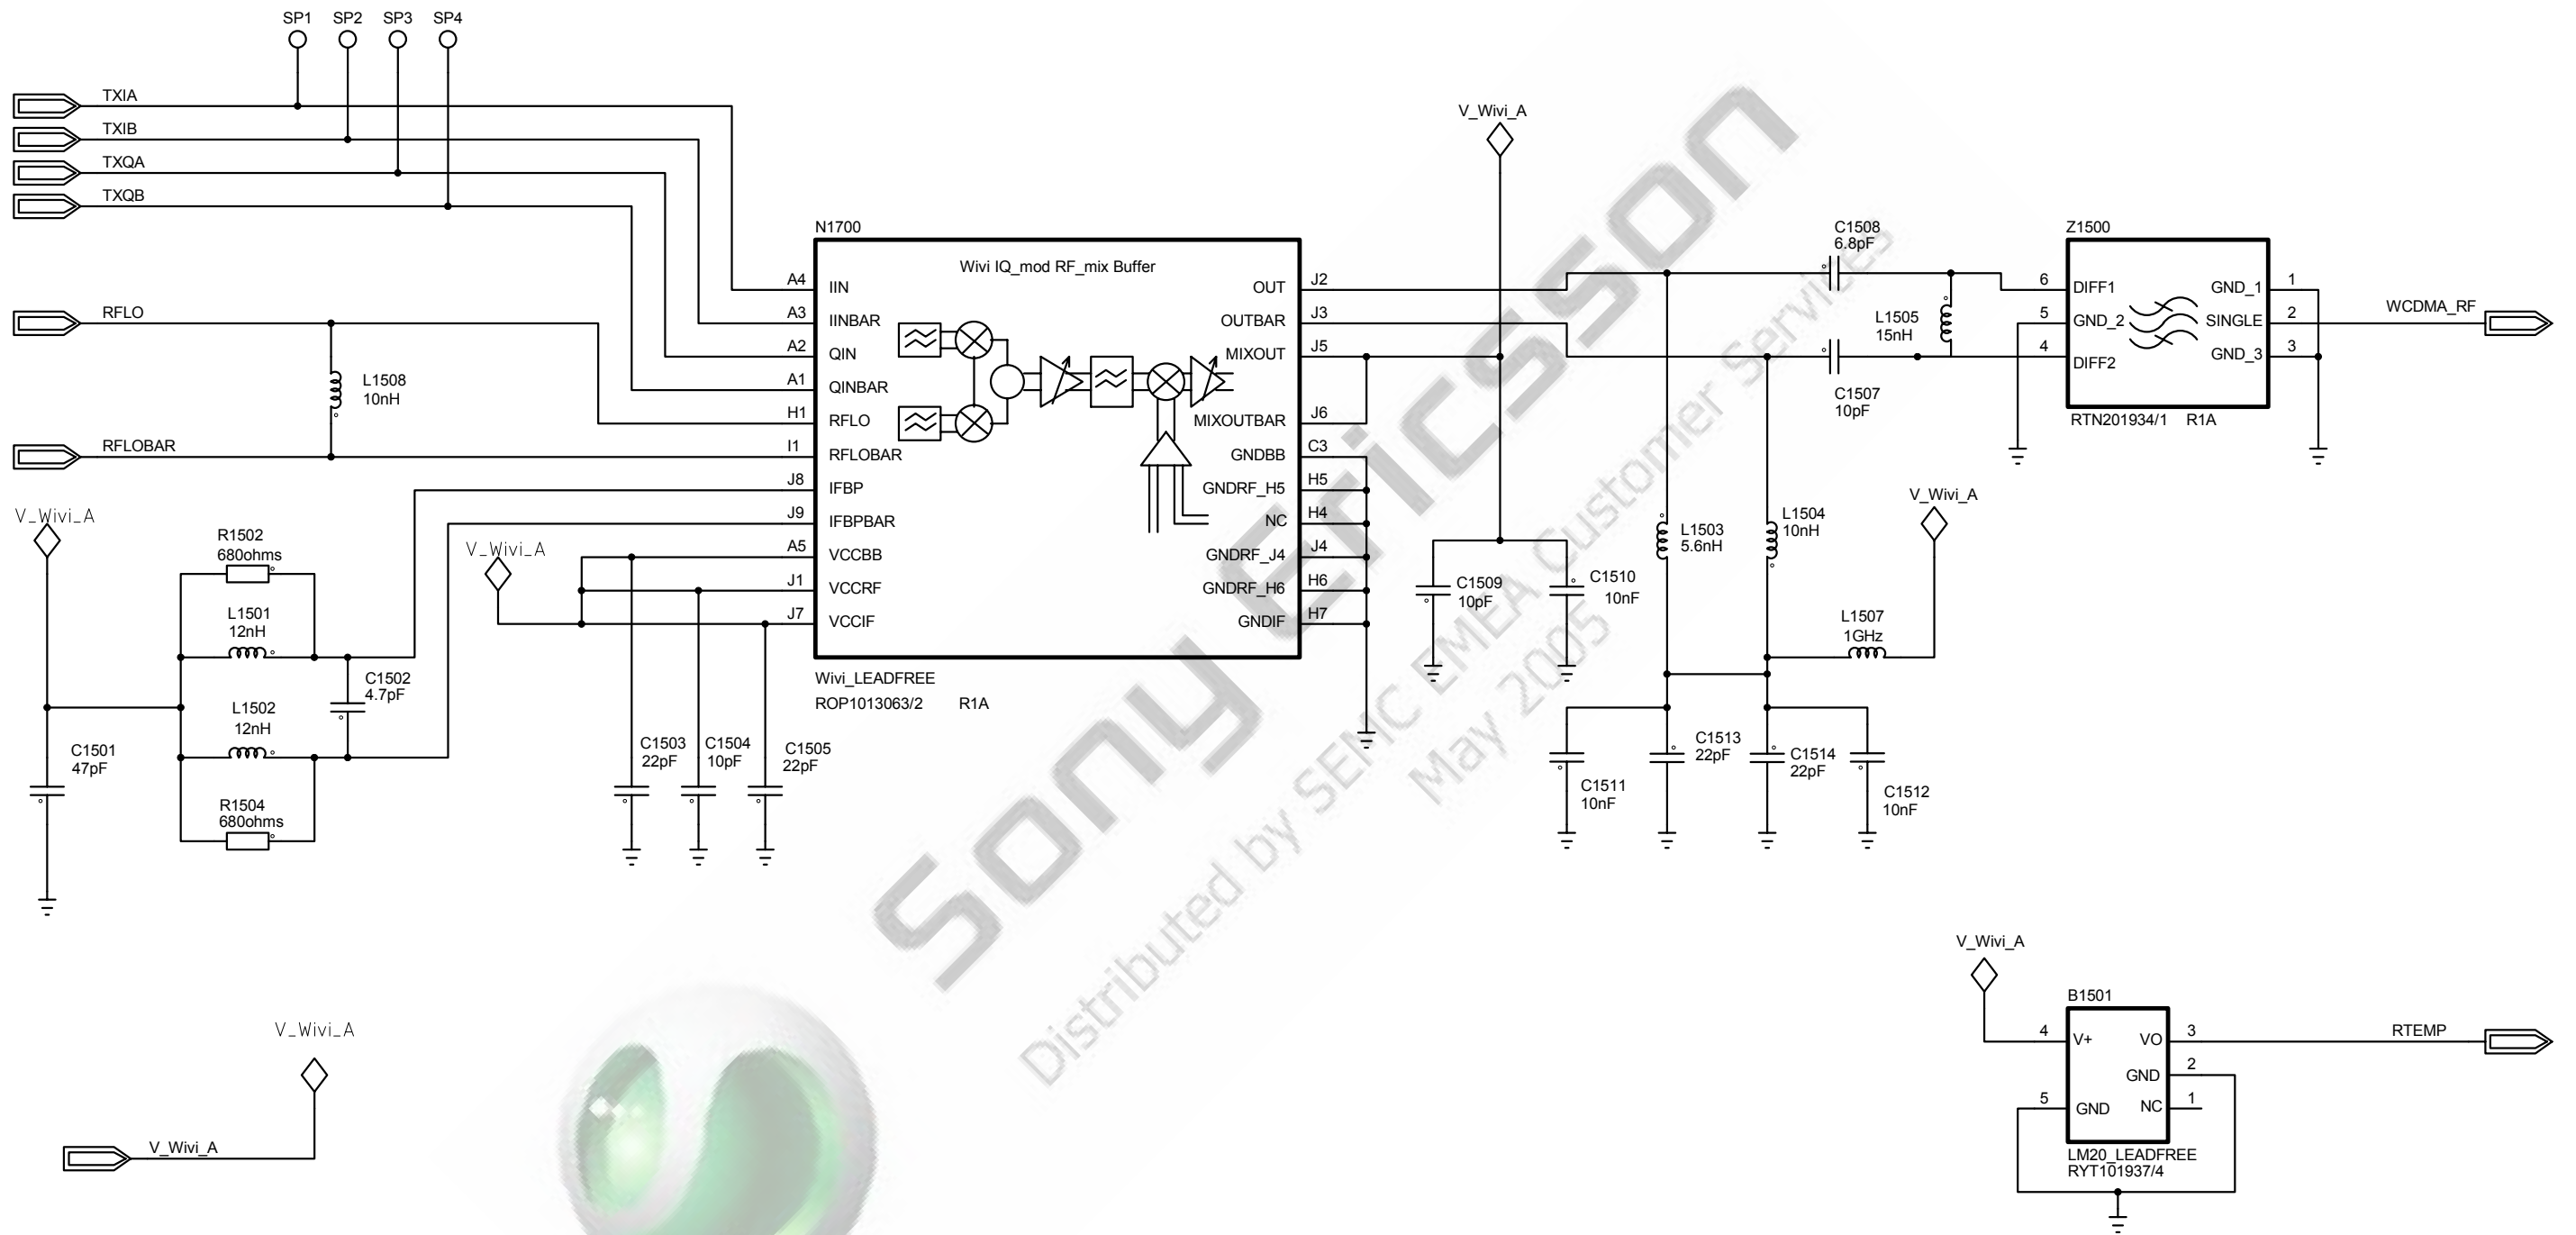 SP1 SP2 SP3 SP4
TXIA
TXIB
TXQA
TXQB
RFLO
L1508
10nH
RFLOBAR
V_Wivi_A
R1502
680ohms
L1501
12nH
C1502
4.7pF
L1502
12nH
C1501
47pF
R1504
680ohms
V_Wivi_A
C1503
22pF
C1504
10pF
C1505
22pF
N1700
Wivi IQ_mod RF_mix Buffer
A4 IIN
A3 IINBAR
A2 QIN
A1 QINBAR
H1 RFLO
I1 RFLOBAR
J8 IFBP
J9 IFBPBAR
A5 VCCBB
J1 VCCRF
J7 VCCIF
OUT J2
OUTBAR J3
MIXOUT J5
MIXOUTBAR J6
GNDBB C3
GNDRF_H5 H5
NC H4
GNDRF_J4 J4
GNDRF_H6 H6
GNDIF H7
Wivi_LEADFREE
ROP1013063/2 R1A
V_Wivi_A
C1509
10pF
C1510
10nF
C1508
6.8pF
L1505
15nH
C1507
10pF
L1503
5.6nH
L1504
10nH
V_Wivi_A
L1507
1GHz
C1513
22pF
C1514
22pF
C1511
10nF
C1512
10nF
Z1500
6 DIFF1
5 GND_2
4 DIFF2
GND_1 1
SINGLE 2
GND_3 3
RTN201934/1 R1A
WCDMA_RF
V_Wivi_A
B1501
4 V+
5 GND
VO 3
GND 2
NC 1
LM20_LEADFREE
RYT101937/4
RTEMP
V_Wivi_A
V_Wivi_A
Sony Ericsson
Distributed by SEMC EMEA Customer Services
May 2005